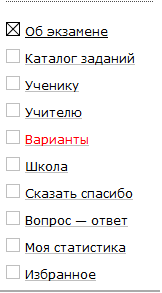 Об экзамене
Каталог заданий
Ученику
Учителю
Варианты
Школа
Сказать спасибо
Вопрос — ответ
Моя статистика
Избранное